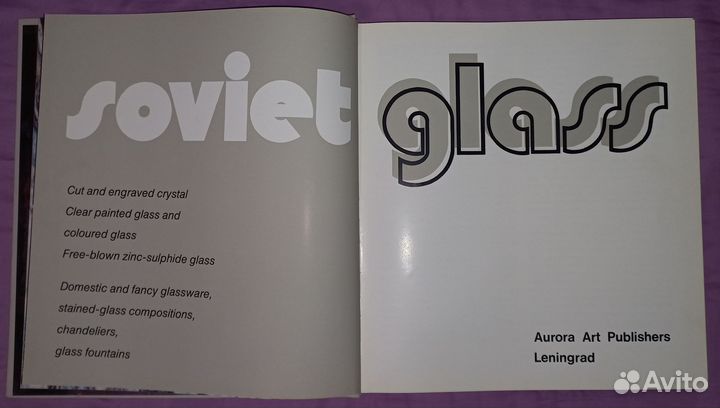 soviet glass
Cut and engraved crystal
Clear painted glass and
coloured glass
Free-blown zinc-sulphide glass
Domestic and fancy glassware,
stained-glass compositions,
chandeliers,
glass fountains
Aurora Art Publishers
Leningrad
Avito